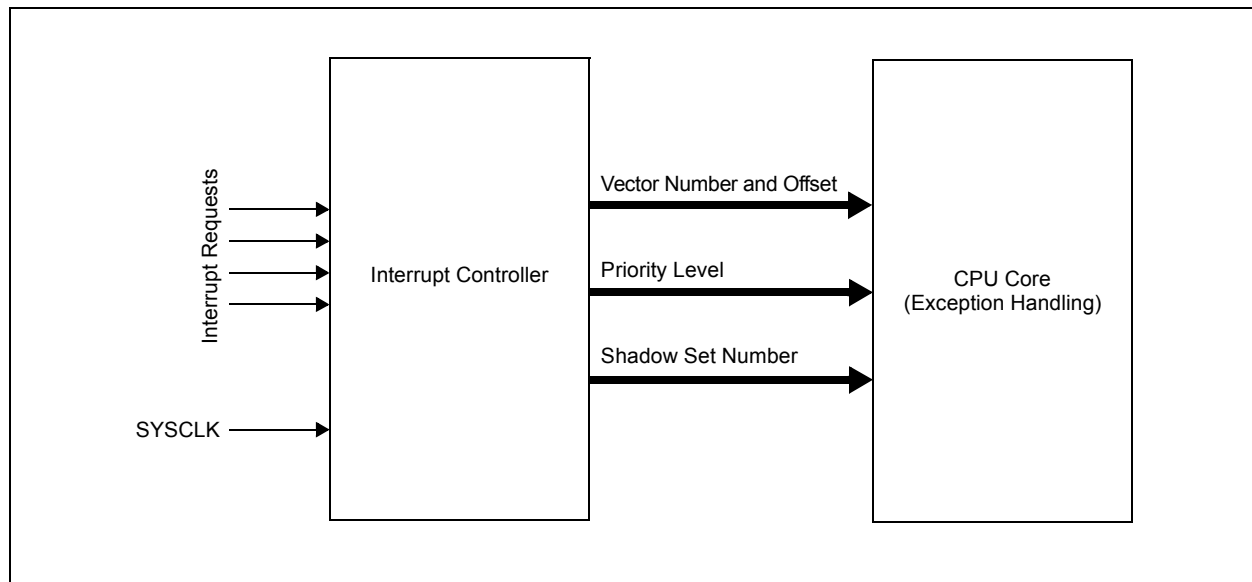 Interrupt Requests
SYSCLK
Interrupt Controller
Vector Number and Offset
Priority Level
Shadow Set Number
CPU Core
(Exception Handling)